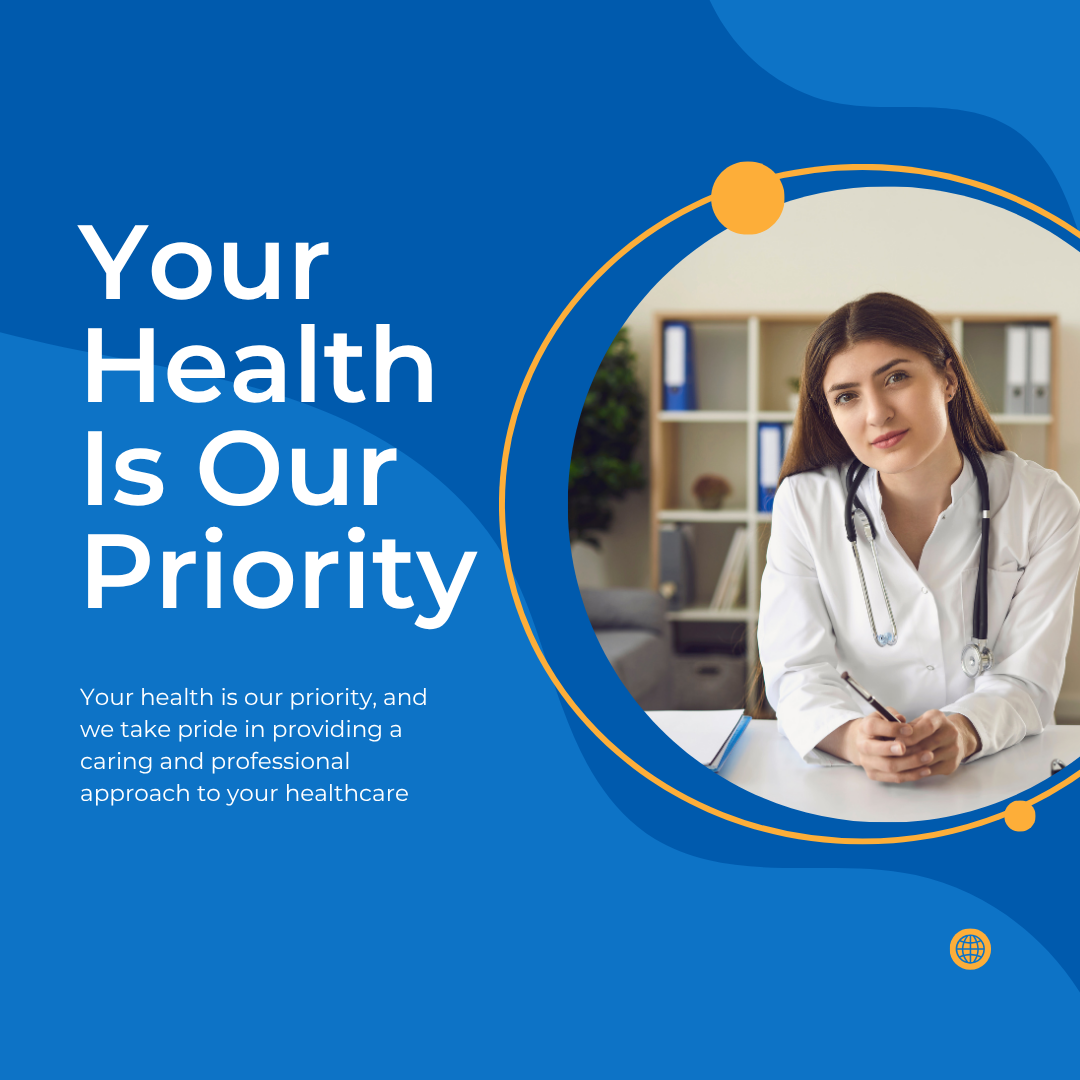 Your
Health
Is Our
Priority
Your health is our priority, and
we take pride in providing a
caring and professional
approach to your healthcare